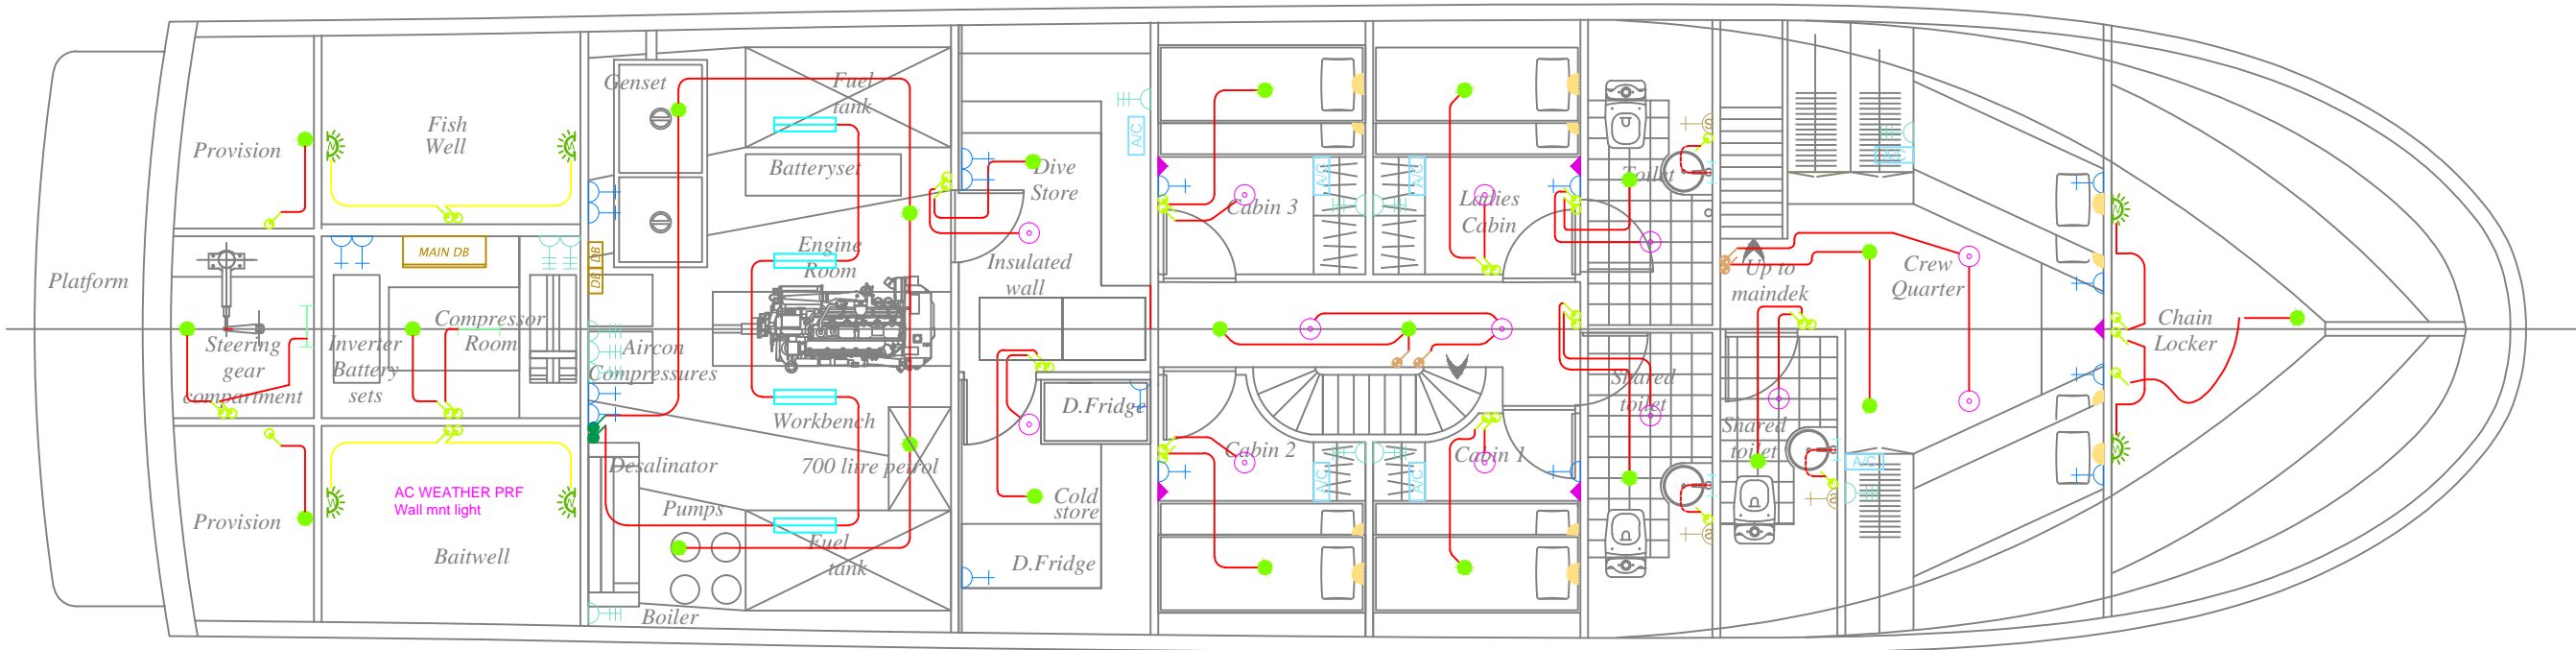 Platform
Provision
Fish
Well
Steering
gear
compartment
Provision
MAIN DB
Inverter
Battery
sets
Compressor
Room
AC WEATHER PRF
Wall mnt light
Baitwell
Genset
DB
DB
Aircon
Compressures
Desalinator
Pumps
Boiler
Fuel
tank
Batteryset
Engine
Room
Workbench
700 litre petrol
Fuel
tank
Dive
Store
Insulated
wall
D.Fridge
Cold
store
D.Fridge
A/C
Cabin 3
A/C
A/C
Ladies
Cabin
Cabin 2
A/C
A/C
Cabin 1
Toilet
Shared
toilet
Up to
maindek
Shared
toilet
A/C
Crew
Quarter
A/C
Chain
Locker